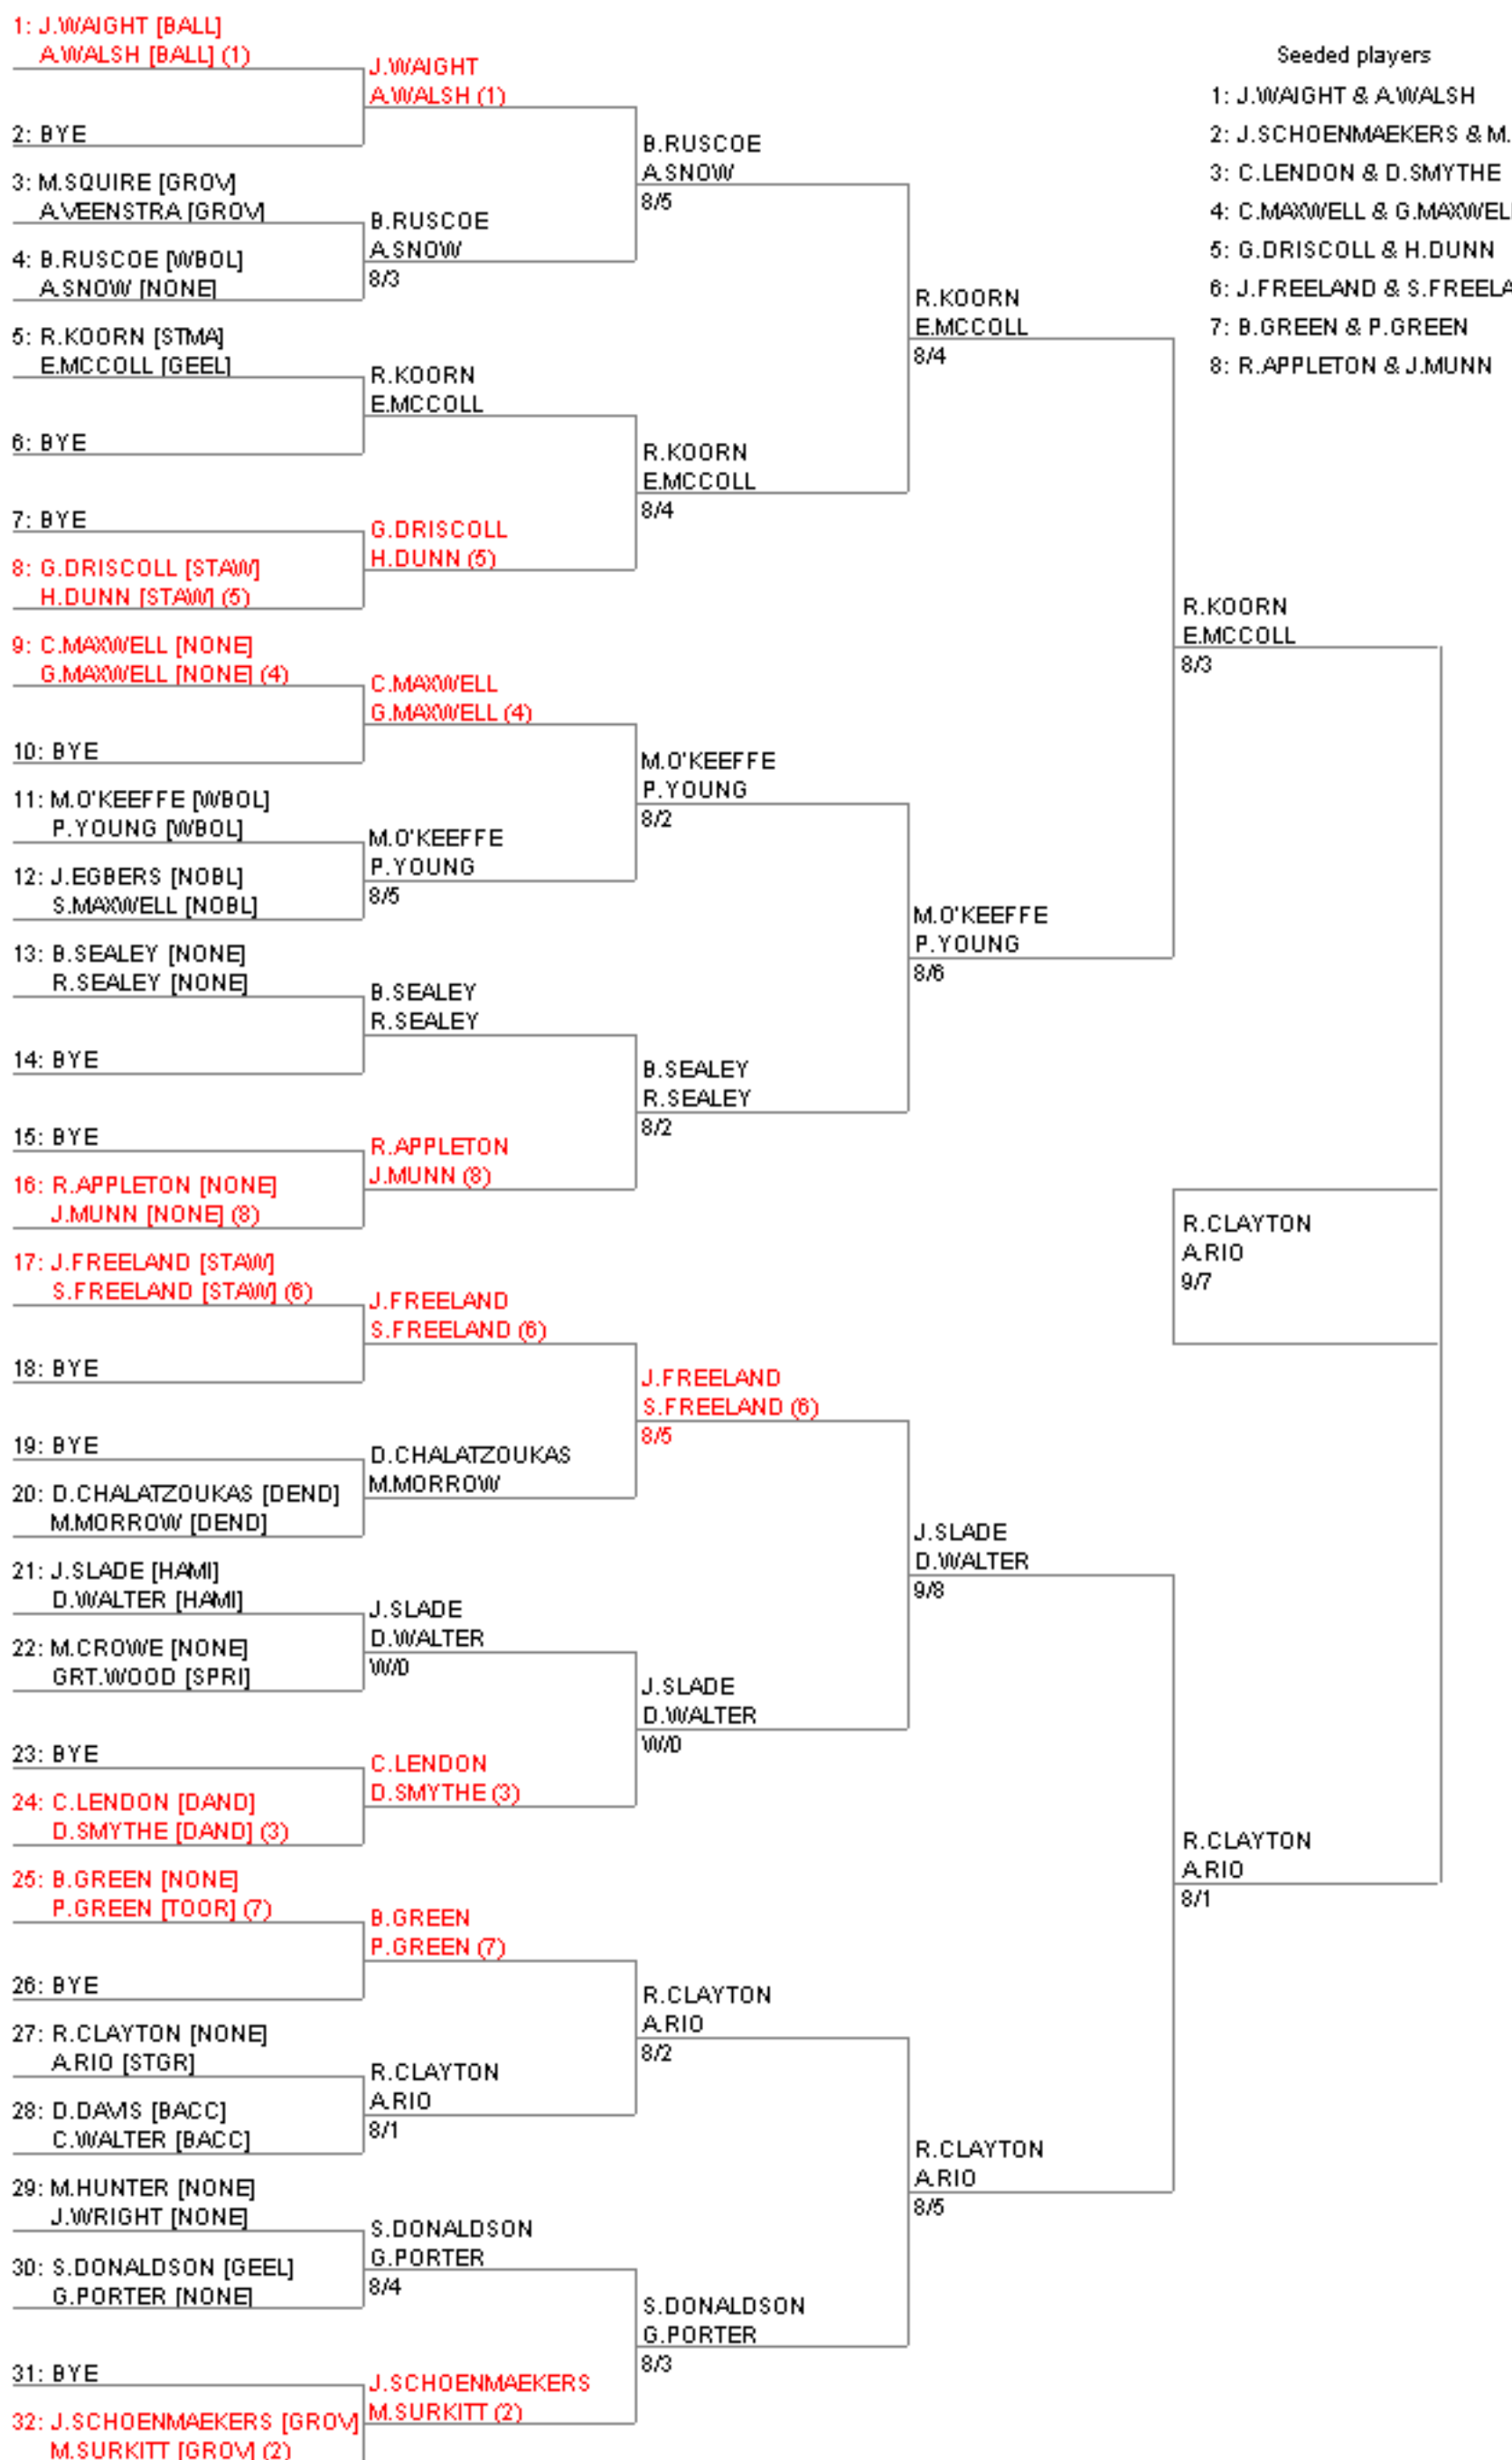 1: J.WAIGHT [BALL]
A.WALSH [BALL] (1)
2: BYE
3: M.SQUIRE [GROV]
A.VEENSTRA [GROV]
4: B.RUSCOE [WBOL]
A.SNOW [NONE]
5: R.KOORN [STMA]
E.MCCOLL [GEEL]
6: BYE
7: BYE
8: G.DRISCOLL [STAW]
H.DUNN [STAW] (5)
9: C.MAXWELL [NONE]
G.MAXWELL [NONE] (4)
10: BYE
11: M.O'KEEFFE [WBOL]
P.YOUNG [WBOL]
12: J.EGBERS [NOBL]
S.MAXWELL [NOBL]
13: B.SEALEY [NONE]
R.SEALEY [NONE]
14: BYE
15: BYE
16: R.APPLETON [NONE]
J.MUNN [NONE] (8)
17: J.FREELAND [STAW]
S.FREELAND [STAW] (6)
18: BYE
19: BYE
20: D.CHALATZOUKAS [DEND]
M.MORROW [DEND]
21: J.SLADE [HAMI]
D.WALTER [HAMI]
22: M.CROWE [NONE]
GRT.WOOD [SPRI]
23: BYE
24: C.LENDON [DAND]
D.SMYTHE [DAND] (3)
25: B.GREEN [NONE]
P.GREEN [TOOR] (7)
26: BYE
27: R.CLAYTON [NONE]
A.RIO [STGR]
28: D.DAVIS [BACC]
C.WALTER [BACC]
29: M.HUNTER [NONE]
J.WRIGHT [NONE]
30: S.DONALDSON [GEEL]
G.PORTER [NONE]
31: BYE
32: J.SCHOENMAEKERS [GROV]
M.SURKITT [GROV] (2)
J.WAIGHT
A.WALSH (1)
B.RUSCOE
A.SNOW
8/3
R.KOORN
E.MCCOLL
G.DRISCOLL
H.DUNN (5)
C.MAXWELL
G.MAXWELL (4)
M.O'KEEFFE
P.YOUNG
8/5
B.SEALEY
R.SEALEY
R.APPLETON
J.MUNN (8)
J.FREELAND
S.FREELAND (6)
D.CHALATZOUKAS
M.MORROW
J.SLADE
D.WALTER
W/O
C.LENDON
D.SMYTHE (3)
B.GREEN
P.GREEN (7)
R.CLAYTON
A.RIO
8/1
S.DONALDSON
G.PORTER
8/4
J.SCHOENMAEKERS
M.SURKITT (2)
B.RUSCOE
A.SNOW
8/5
R.KOORN
E.MCCOLL
8/4
M.O'KEEFFE
P.YOUNG
8/2
B.SEALEY
R.SEALEY
8/2
J.FREELAND
S.FREELAND (6)
8/5
J.SLADE
D.WALTER
W/O
R.CLAYTON
A.RIO
8/2
S.DONALDSON
G.PORTER
8/3
R.KOORN
E.MCCOLL
8/4
M.O'KEEFFE
P.YOUNG
8/6
J.SLADE
D.WALTER
9/8
R.CLAYTON
A.RIO
8/5
R.KOORN
E.MCCOLL
8/3
R.CLAYTON
A.RIO
9/7
R.CLAYTON
A.RIO
8/1
Seeded players
1: J.WAIGHT & A.WALSH
2: J.SCHOENMAEKERS & M.
3: C.LENDON & D.SMYTHE
4: C.MAXWELL & G.MAXWELL
5: G.DRISCOLL & H.DUNN
6: J.FREELAND & S.FREELA
7: B.GREEN & P.GREEN
8: R.APPLETON & J.MUNN